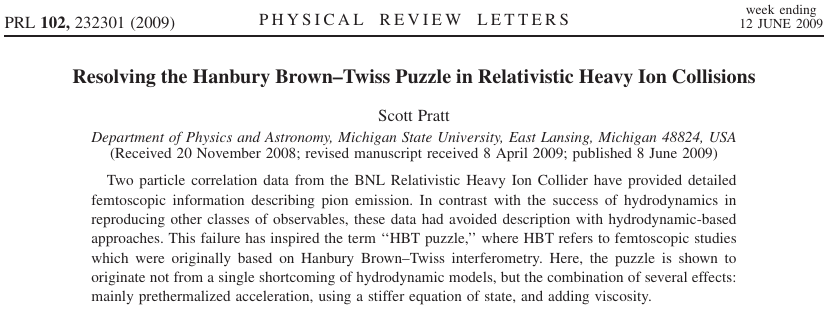 PRL 102, 232301 (2009)
PHYSICAL REVIEW LETTERS
week ending
12 JUNE 2009
Resolving the Hanbury Brown–Twiss Puzzle in Relativistic Heavy Ion Collisions
Scott Pratt
Department of Physics and Astronomy, Michigan State University, East Lansing, Michigan 48824, USA
(Received 20 November 2008; revised manuscript received 8 April 2009; published 8 June 2009)
Two particle correlation data from the BNL Relativistic Heavy Ion Collider have provided detailed
femtoscopic information describing pion emission. In contrast with the success of hydrodynamics in
reproducing other classes of observables, these data had avoided description with hydrodynamic-based
approaches. This failure has inspired the term ‘‘HBT puzzle,’’ where HBT refers to femtoscopic studies
which were originally based on Hanbury Brown–Twiss interferometry. Here, the puzzle is shown to
originate not from a single shortcoming of hydrodynamic models, but the combination of several effects:
mainly prethermalized acceleration, using a stiffer equation of state, and adding viscosity.